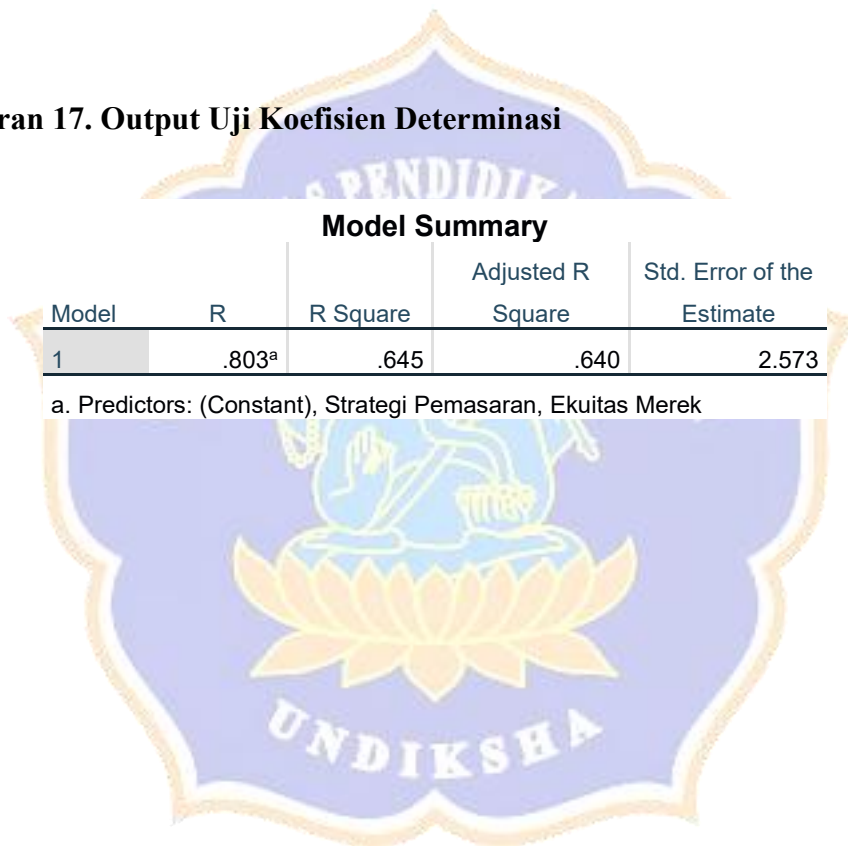 ran 17. Output Uji Koefisien Determinasi
S PENDIDIK
Model Summary
Model R R Square Adjusted R Square Std. Error of the Estimate
1 .803a .645 .640 2.573
a. Predictors: (Constant), Strategi Pemasaran, Ekuitas Merek
UNDIKSHA